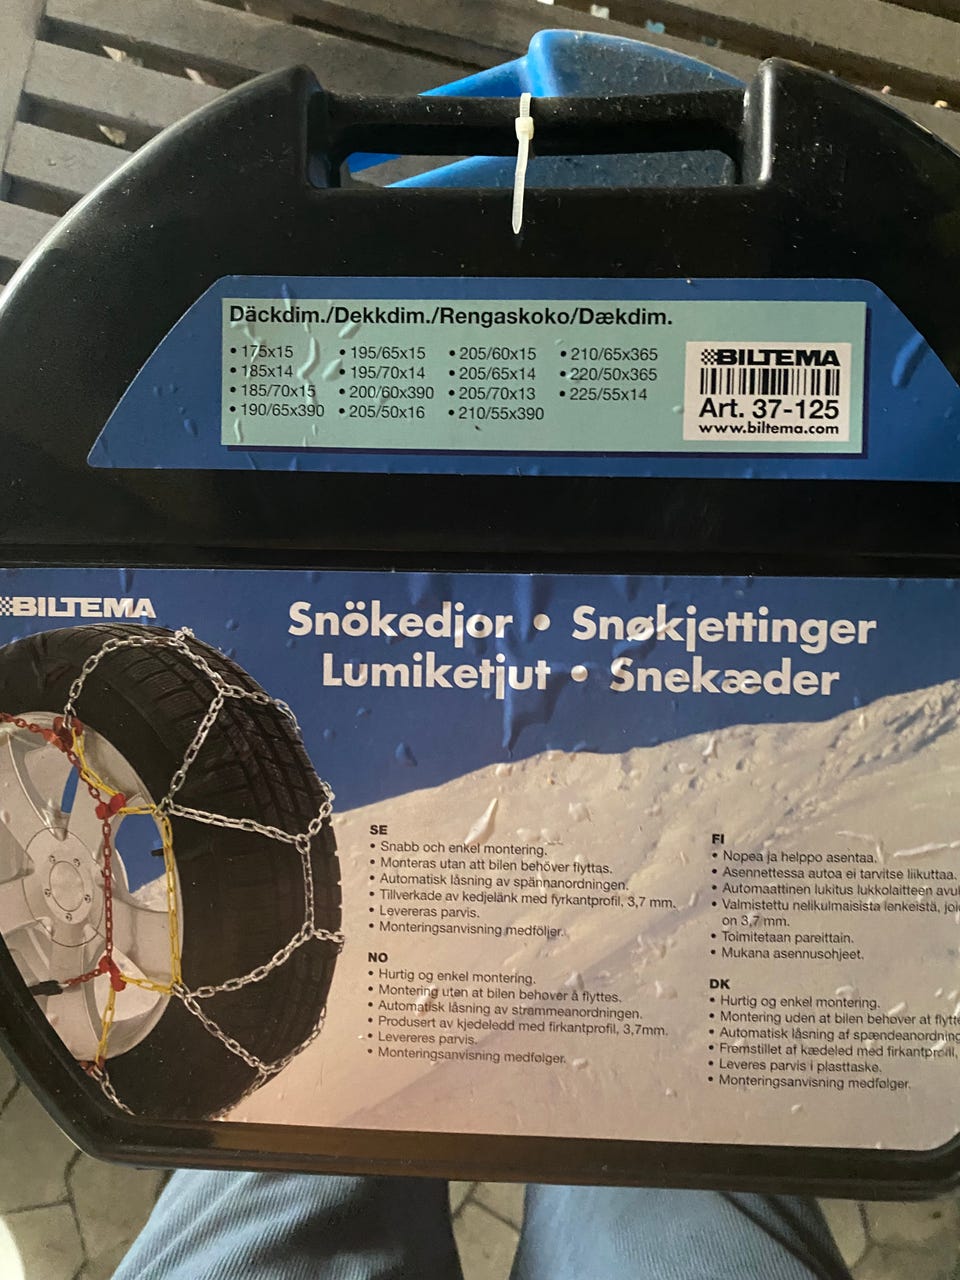 Däckdim./Dekkdim./Rengaskoko/Dækdim.
• 175x15 • 195/65x15 • 205/60x15 • 210/65x365
• 185x14 • 195/70x14 • 205/65x14 • 220/50x365
• 185/70x15 • 200/60x390 • 205/70x13 • 225/55x14
• 190/65x390 • 205/50x16 • 210/55x390
BILTEMA
Art. 37-125
www.biltema.com
BILTEMA
Snökedjor • Snøkjettinger
Lumiketjut • Snekæder
SE
• Snabb och enkel montering.
• Monteras utan att bilen behöver flyttas.
• Automatisk låsning av spännanordningen.
• Tillverkade av kedjelänk med fyrkantprofil, 3,7 mm.
• Levereras parvis.
• Monteringsanvisning medföljer.
NO
• Hurtig og enkel montering.
• Montering uten at bilen behøver å flyttes.
• Automatisk låsning av strammeanordningen.
• Produsert av kjedeledd med firkantprofil, 3,7mm.
• Levereres parvis.
• Monteringsanvisning medfølger.
FI
• Nopea ja helppo asentaa.
• Asennettessa autoa ei tarvitse liikuttaa.
• Automaattinen lukitus lukkolaitteen
• Valmistettu nelikulmaisista lenkeistä,
on 3,7 mm.
• Toimitetaan pareittain.
• Mukana asennusohjeet.
DK
• Hurtig og enkel montering.
• Montering uden at bilen behøver at
• Automatisk låsning af
• Fremstillet af kædeled med firkantprofil,
• Leveres parvis i plasttaske.
• Monteringsanvisning medfølger.